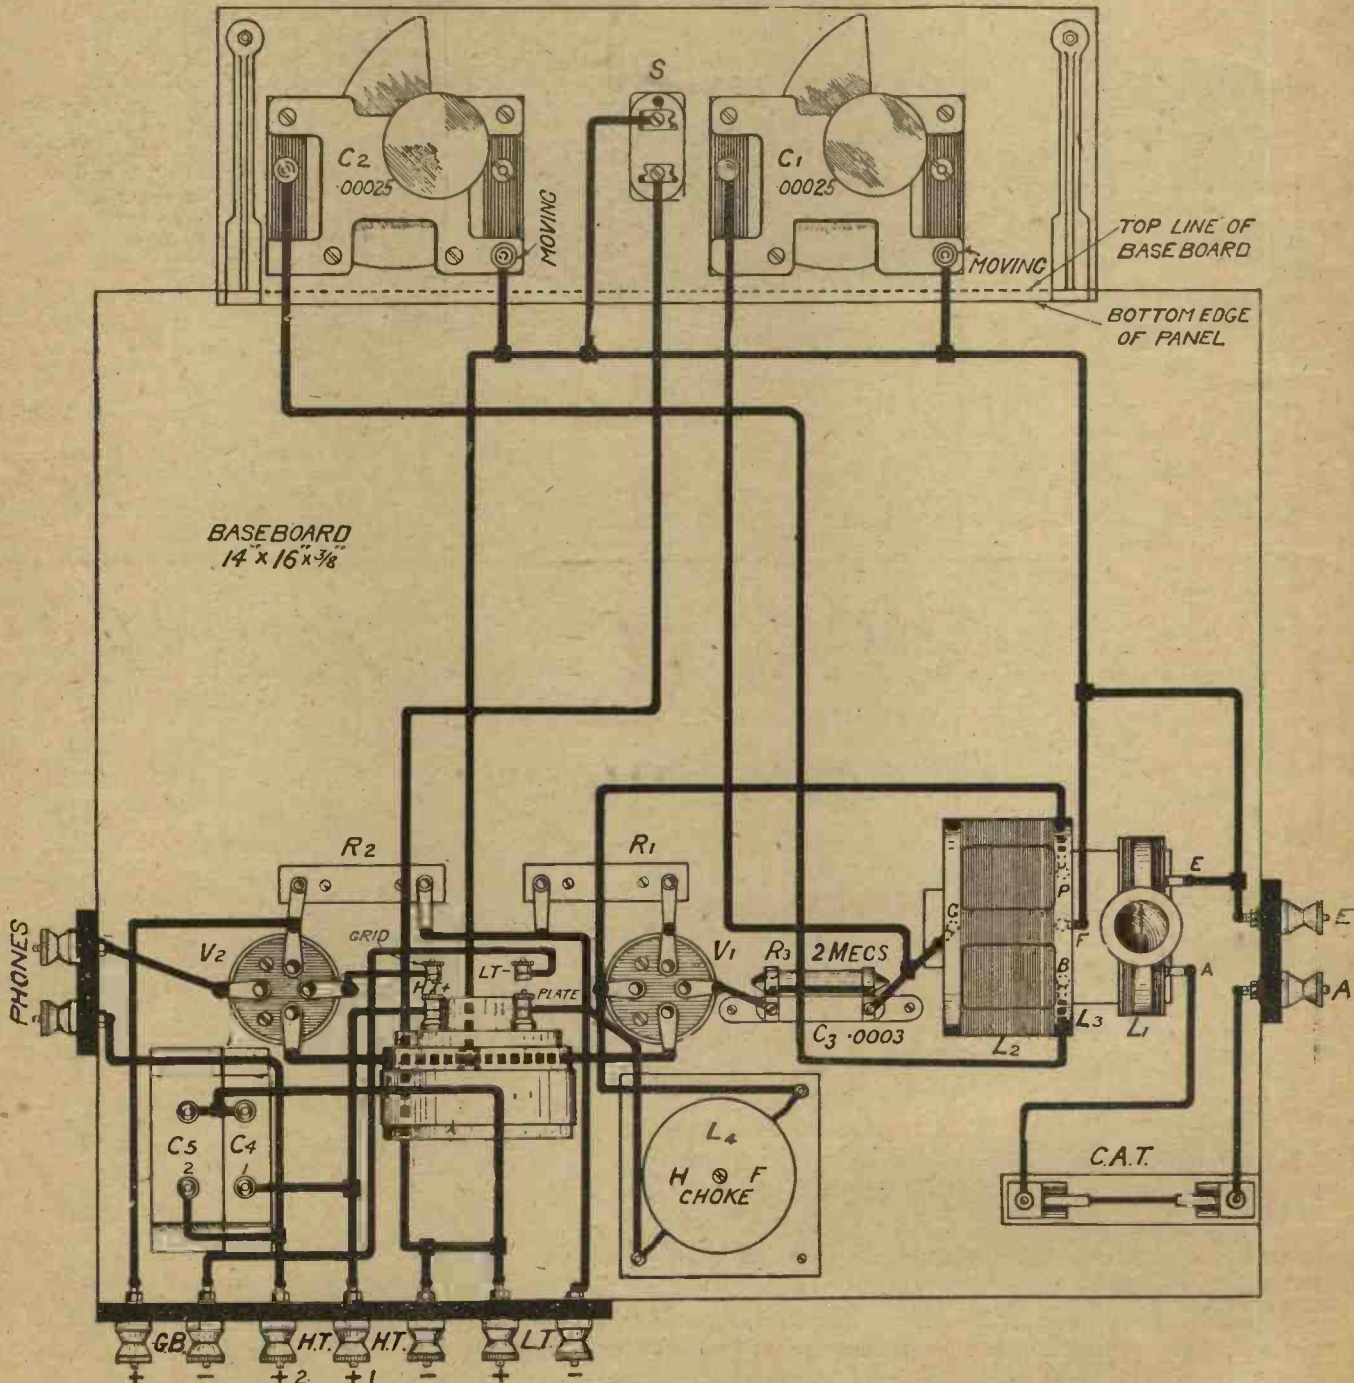 S
C2
.00025
MOVING
C1
.00025
MOVING
TOP LINE OF
BASEBOARD
BOTTOM EDGE
OF PANEL
BASEBOARD
14" x 16" x 3/8"
R2
R1
PHONES
V2
GRID
H.T.+
LT-
PLATE
V1
R3
2 MEGS
C3 .0003
G
P
F
B
L2
L3
L1
E
A
E
A
C5
2
C4
1
L4
H F
CHOKE
C.A.T.
G.B.
H.T.
H.T.
L.T.
+
-
+2
+1
-
+
-